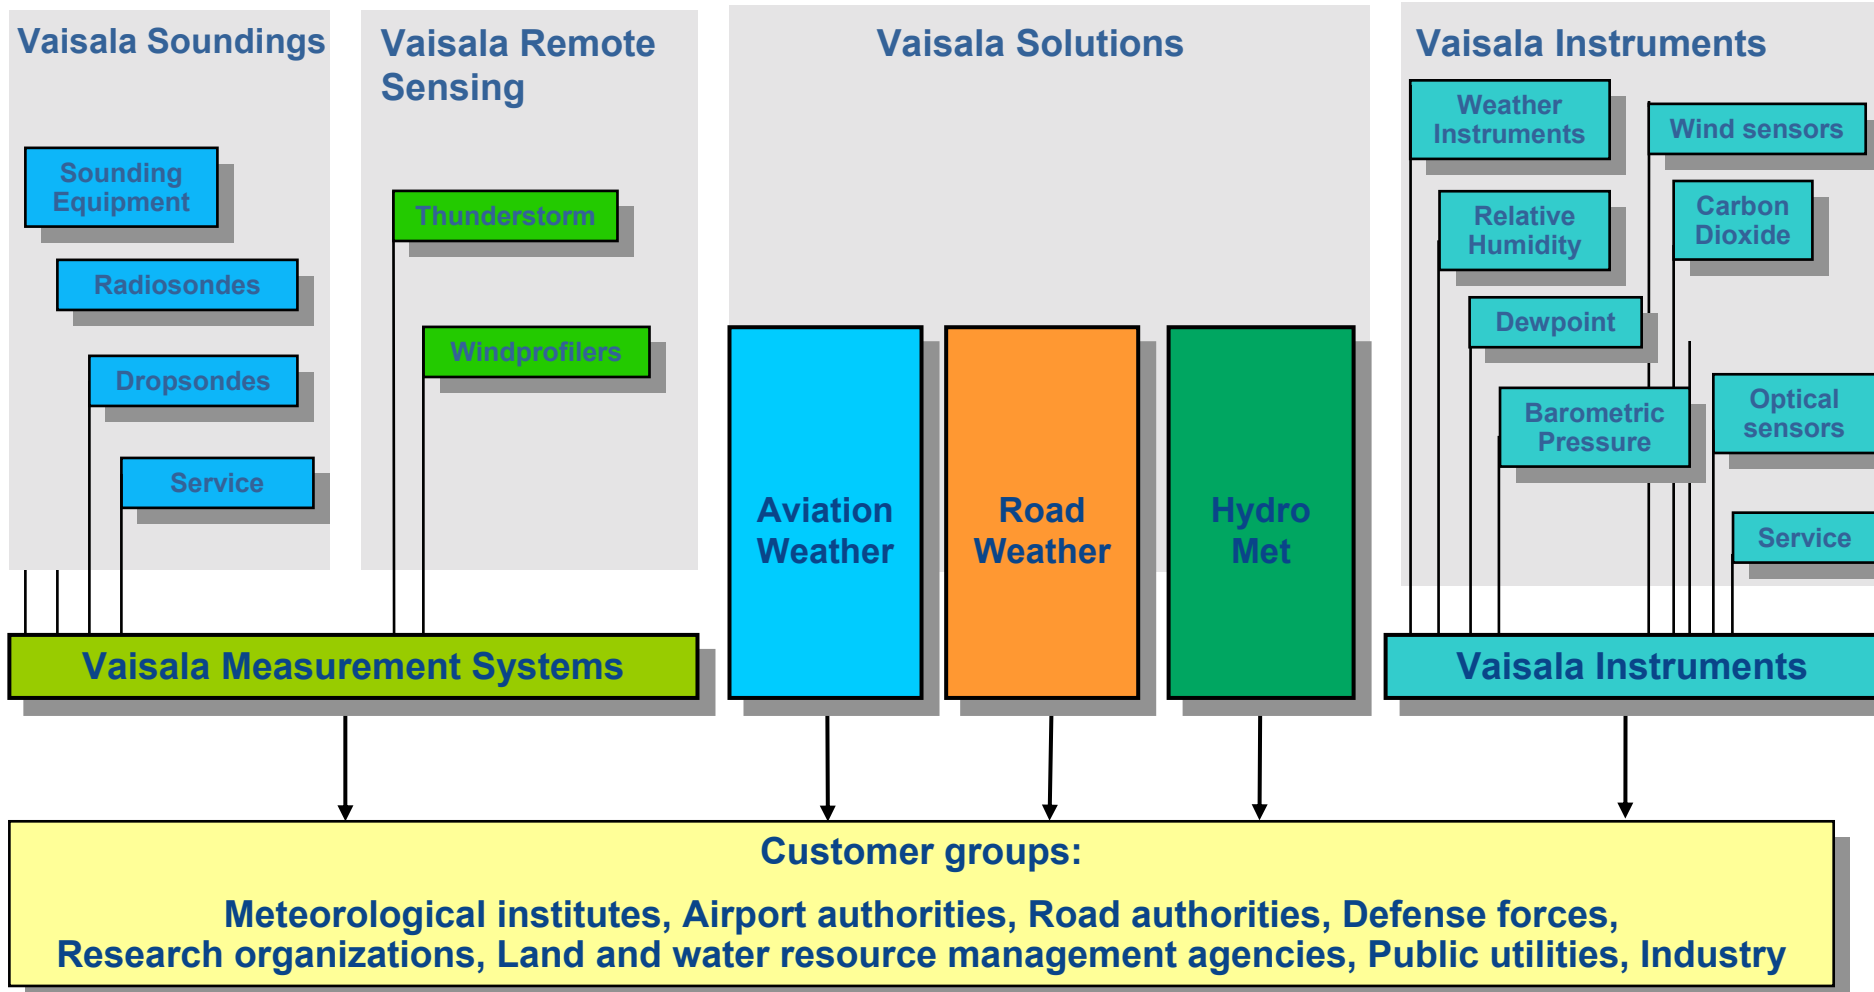 Vaisala Soundings
Sounding
Equipment
Radiosondes
Dropsondes
Service
Vaisala Remote
Sensing
Thunderstorm
Windprofilers
Vaisala Measurement Systems
Vaisala Solutions
Aviation
Weather
Road
Weather
Hydro
Met
Vaisala Instruments
Weather
Instruments
Relative
Humidity
Dewpoint
Barometric
Pressure
Wind sensors
Carbon
Dioxide
Optical
sensors
Service
Vaisala Instruments
Customer groups:
Meteorological institutes, Airport authorities, Road authorities, Defense forces,
Research organizations, Land and water resource management agencies, Public utilities, Industry